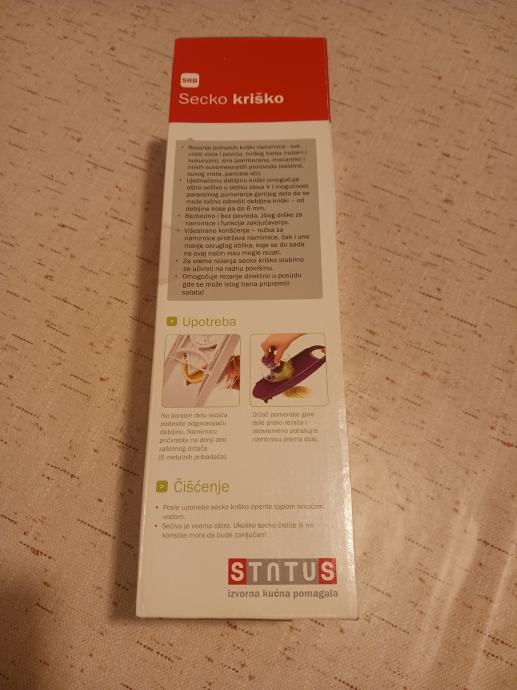 SRB
Secko kriško
• Rezanje jednakih kriški namirnica - sve
vrste voća i povrća, tvrdog hleba (ražani i
kukuruzni), sira (parmezana, mocarele) i
nekih suvomesnatih proizvoda (salame,
suvog vrata, pancete idr).
• Ujednačenu debljinu kriški omogućuje
oštro sečivo u obliku slova V i mogućnost
pararelnog pomeranja gornjeg dela da se
može tačno odrediti debljina kriški – od
debljine kose pa do 6 mm.
• Bezbedno i bez povreda, zbog drške za
namirnice i funkcije zaključavanja.
• Višestrano korišćenje – ručka za
namirnice pridržava namirnice, čak i one
manje okruglog oblika, koje se do sada
na ovaj način nisu mogle rezati.
• Za vreme rezanja secko kriško stabilno
se učvrsti na radnu površinu.
• Omogućuje rezanje direktno u posudu
gde se može istog trena pripremiti
salata!
Upotreba
Na donjem delu rezača
podesite odgovarajuću
debljinu. Namirnicu
pričvrstite na donji deo
zaštitnog držača
(5 metalnih pribadača).
Držač pomerajte gore
dole preko rezača i
istovremeno potiskujte
namirnicu prema dole.
Čišćenje
• Posle upotrebe secko kriško operite toplom tekućom
vodom.
• Sečivo je veoma oštro. Ukoliko secko čistite ili ne
koristite mora da bude zaključan!
STATUS
izvorna kućna pomagala